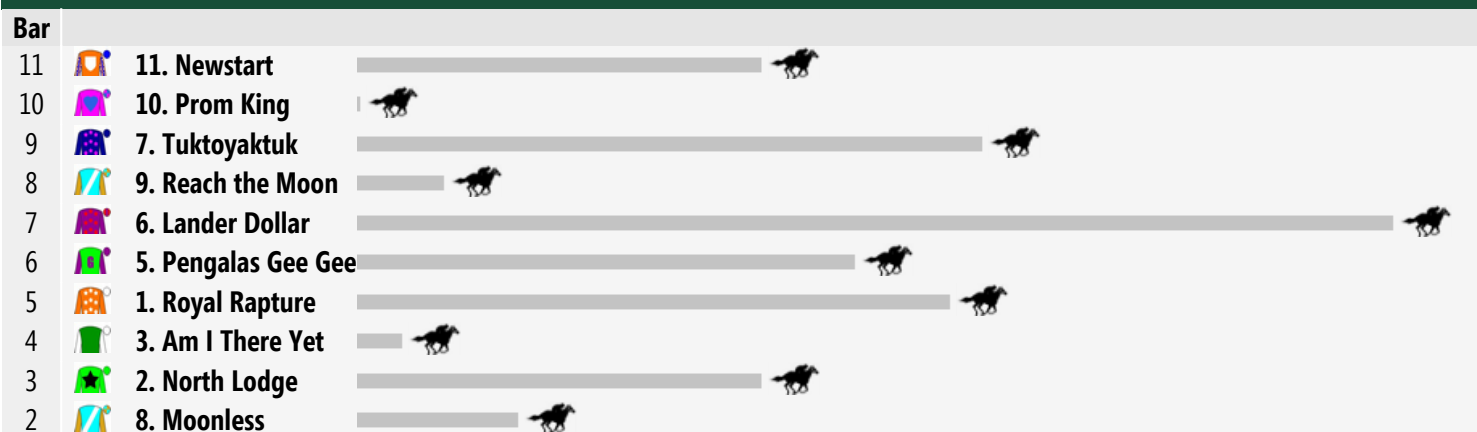 Bar
11 11. Newstart
10 10. Prom King
9 7. Tuktoyaktuk
8 9. Reach the Moon
7 6. Lander Dollar
6 G 5. Pengalas Gee Gee
5 1. Royal Rapture
4 3. Am I There Yet
3 2. North Lodge
2 8. Moonless